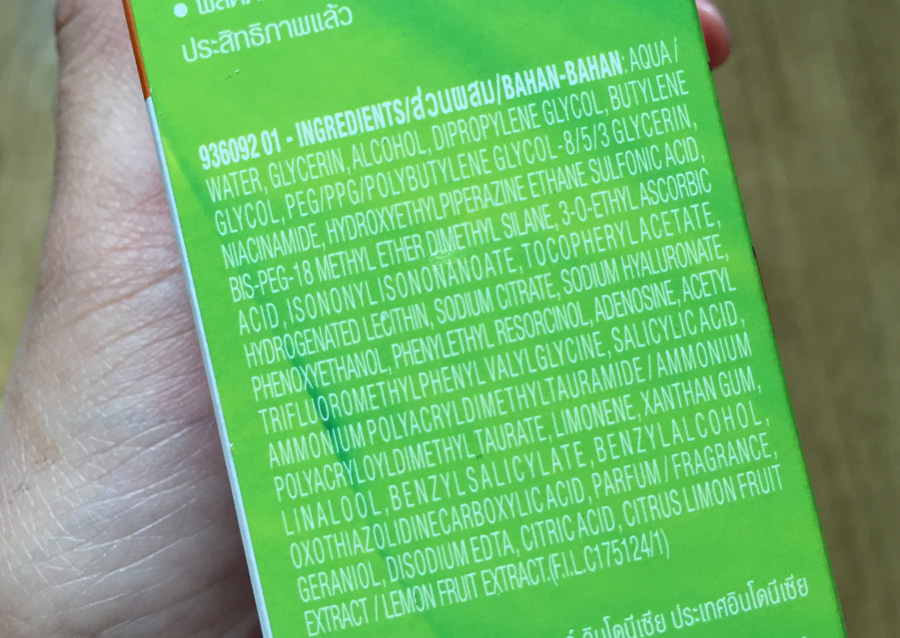 ประสิทธิภาพแล้ว
936092 01 - INGREDIENTS/ส่วนผสม/BAHAN-BAHAN: AQUA /
WATER, GLYCERIN, ALCOHOL, DIPROPYLENE GLYCOL, BUTYLENE
GLYCOL, PEG/PPG/POLYBUTYLENE GLYCOL-8/5/3 GLYCERIN,
NIACINAMIDE, HYDROXYETHYLPIPERAZINE ETHANE SULFONIC ACID,
BIS-PEG-18 METHYL ETHER DIMETHYL SILANE, 3-O-ETHYL ASCORBIC
ACID, ISONONYL ISONONANOATE, TOCOPHERYL ACETATE,
HYDROGENATED LECITHIN, SODIUM CITRATE, SODIUM HYALURONATE,
PHENOXYETHANOL, PHENYLETHYL RESORCINOL, ADENOSINE, ACETYL
TRIFLUOROMETHYLPHENYL VALYLGLYCINE, SALICYLIC ACID,
AMMONIUM POLYACRYLDIMETHYLTAURAMIDE / AMMONIUM
POLYACRYLOYLDIMETHYL TAURATE, LIMONENE, XANTHAN GUM,
LINALOOL, BENZYL SALICYLATE, BENZYL ALCOHOL,
OXOTHIAZOLIDINECARBOXYLIC ACID, PARFUM / FRAGRANCE,
GERANIOL, DISODIUM EDTA, CITRIC ACID, CITRUS LIMON FRUIT
EXTRACT / LEMON FRUIT EXTRACT.(F.I.L.C175124/1)
อินโดนีเซีย ประเทศอินโดนีเซีย